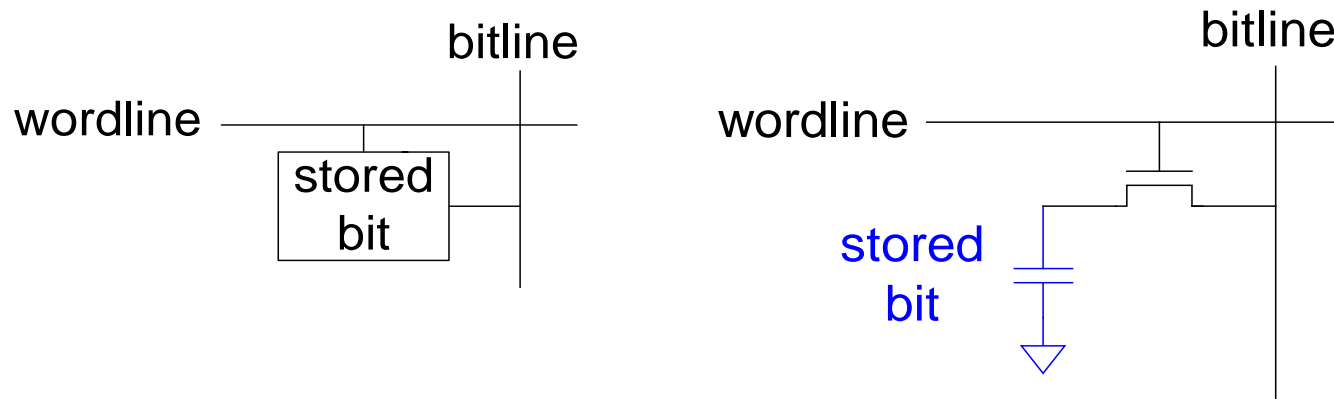 bitline
wordline
stored
bit
bitline
wordline
stored
bit